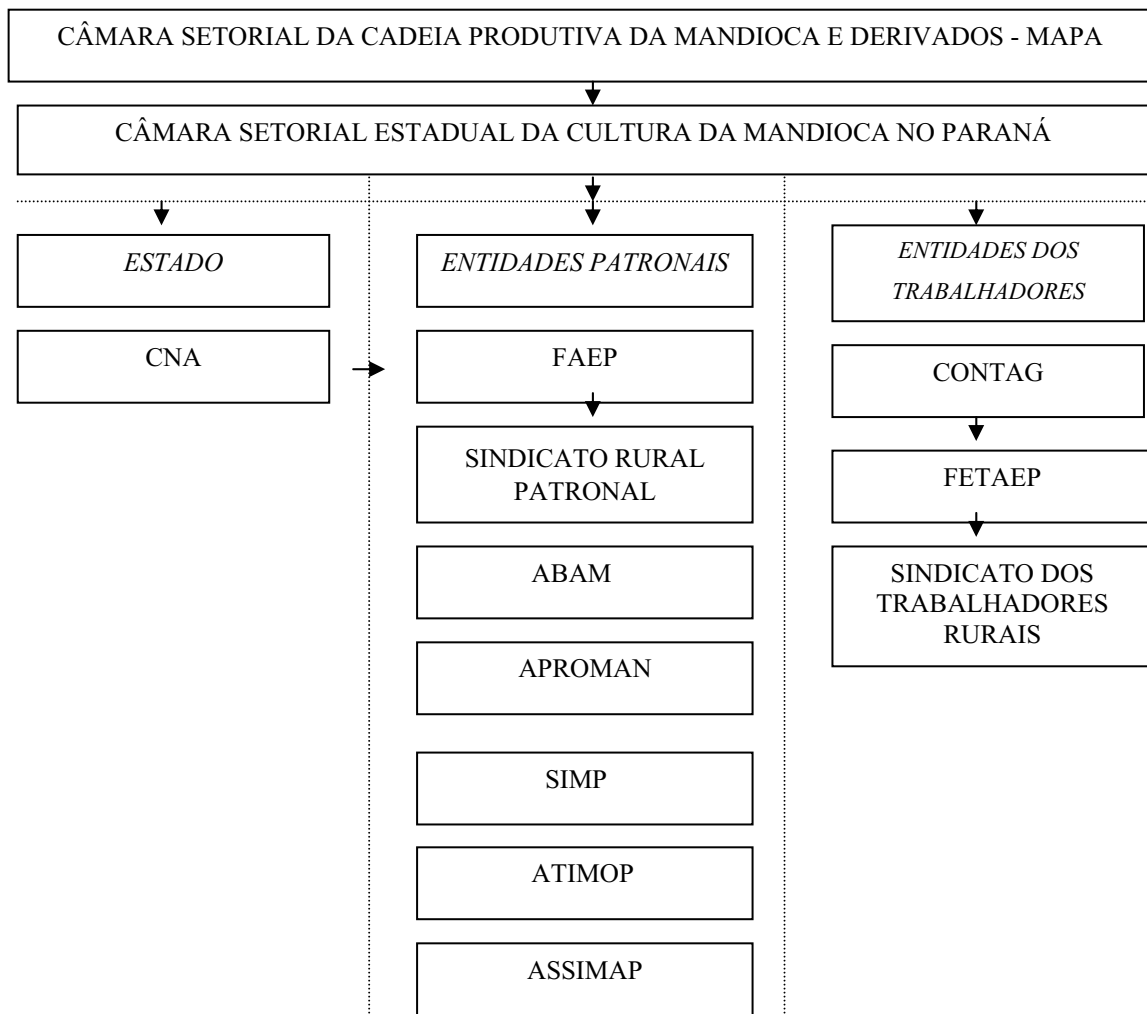 CÂMARA SETORIAL DA CADEIA PRODUTIVA DA MANDIOCA E DERIVADOS - MAPA
CÂMARA SETORIAL ESTADUAL DA CULTURA DA MANDIOCA NO PARANÁ
ESTADO
CNA
ENTIDADES PATRONAIS
FAEP
SINDICATO RURAL
PATRONAL
ABAM
APROMAN
SIMP
ATIMOP
ASSIMAP
ENTIDADES DOS
TRABALHADORES
CONTAG
FETAEP
SINDICATO DOS
TRABALHADORES
RURAIS